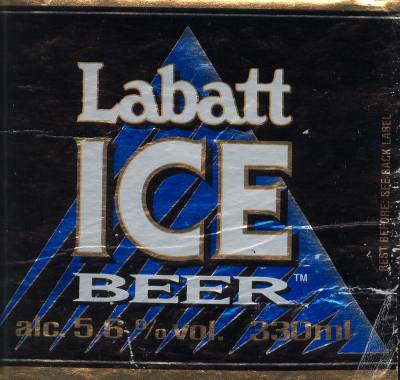 Labatt
ICE
BEER™
alc. 5.6.% vol. 330ml
BEST BEFORE: SEE BACK LABEL